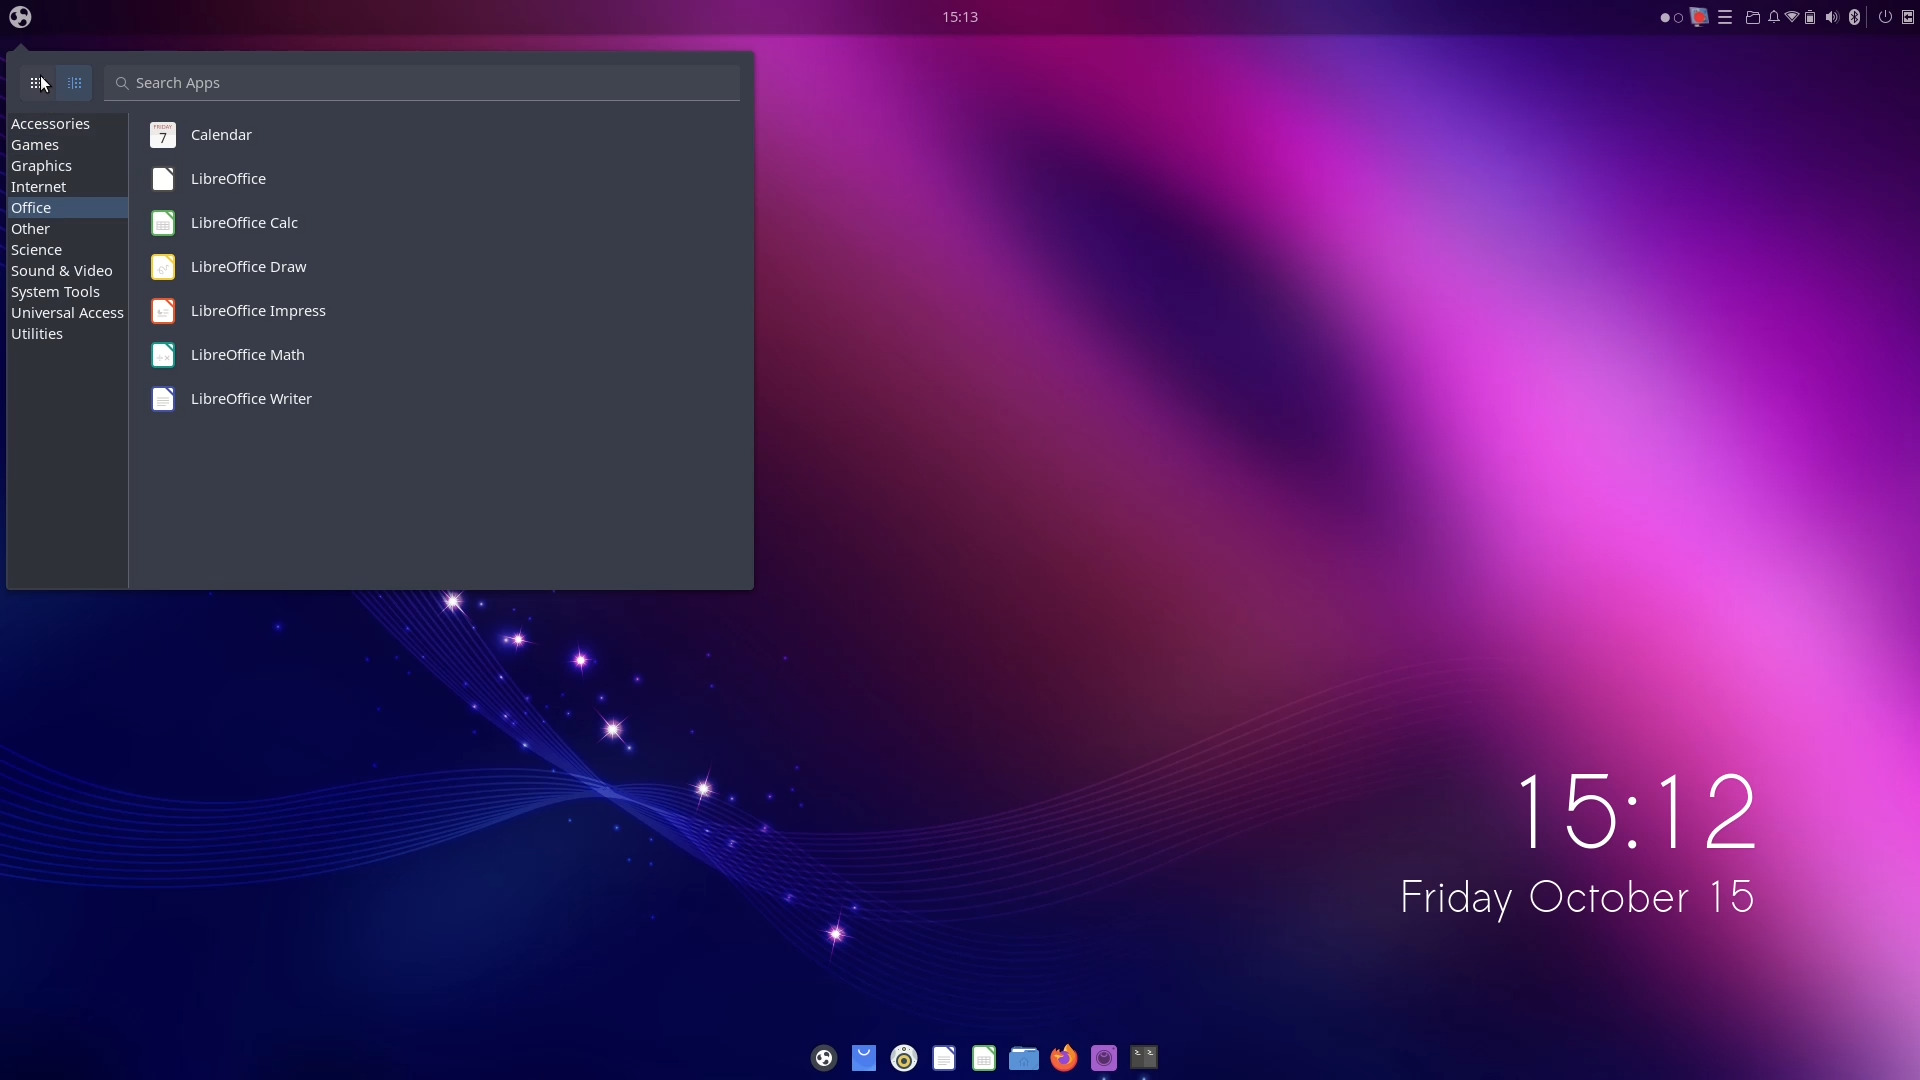 15:13
Search Apps
Accessories
Games
Graphics
Internet
Office
Other
Science
Sound & Video
System Tools
Universal Access
Utilities
FRIDAY
7
Calendar
LibreOffice
LibreOffice Calc
LibreOffice Draw
LibreOffice Impress
LibreOffice Math
LibreOffice Writer
15:12
Friday October 15